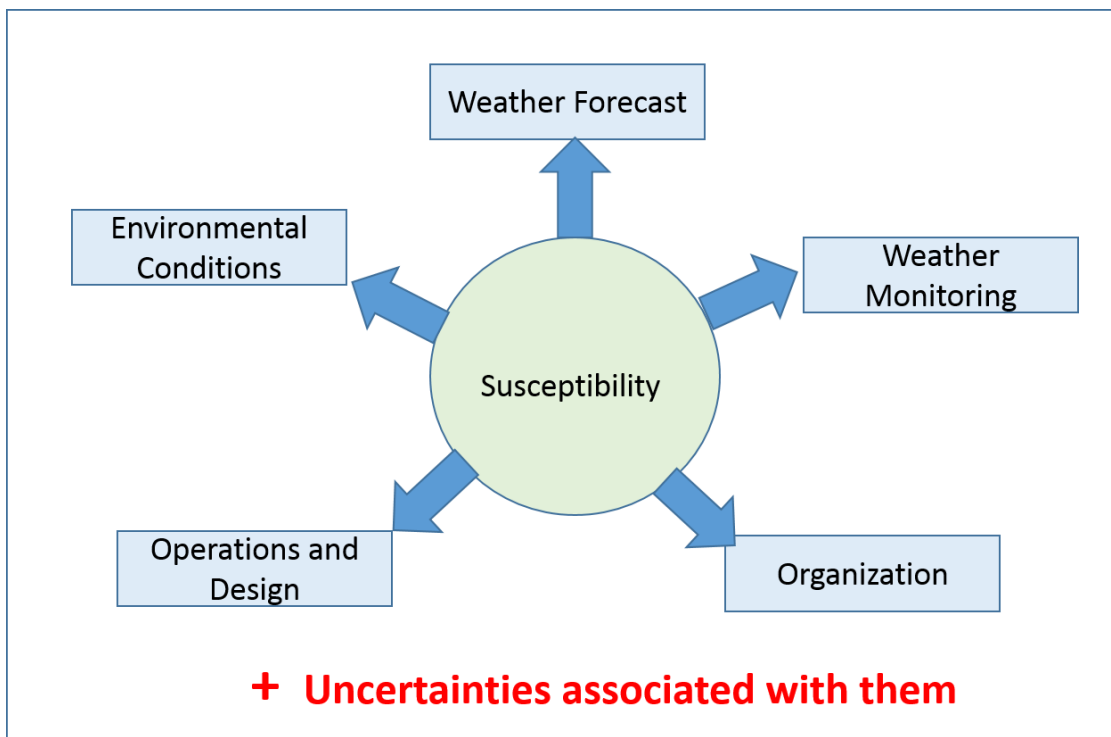 Weather Forecast
Environmental
Conditions
Weather
Monitoring
Susceptibility
Operations and
Design
Organization
+ Uncertainties associated with them